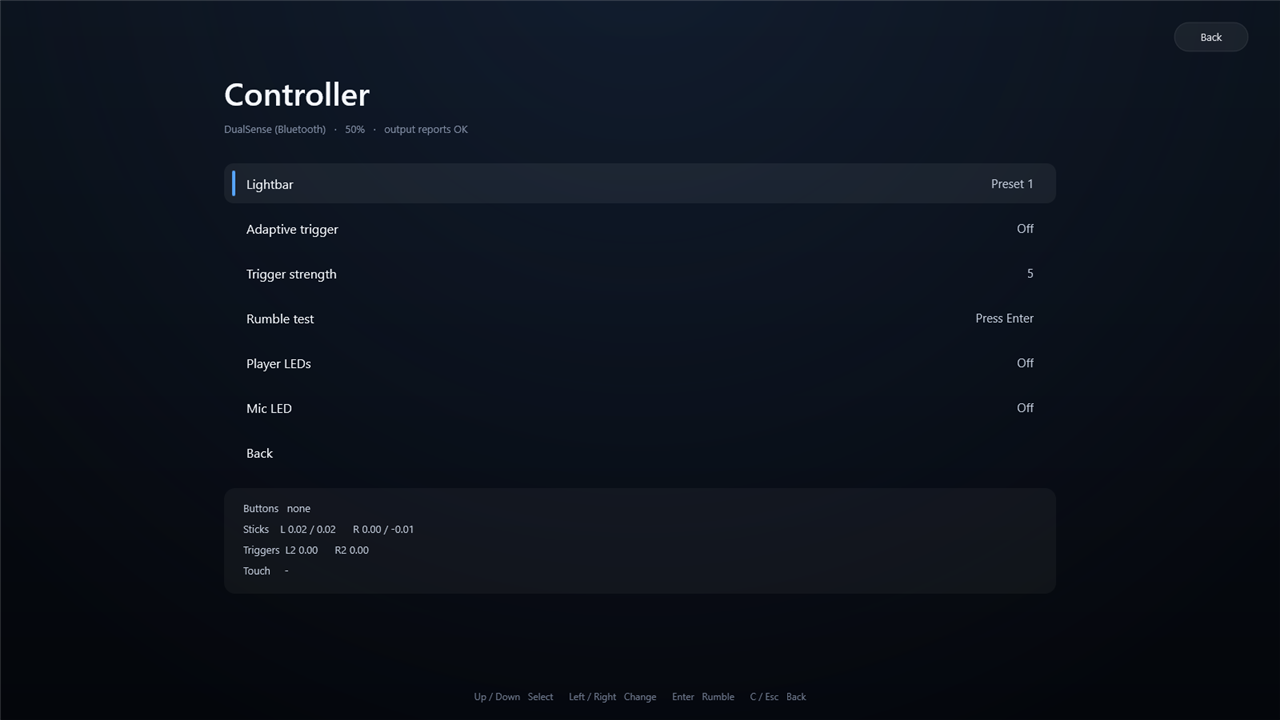 Back
Controller
DualSense (Bluetooth) · 50% · output reports OK
Lightbar Preset 1
Adaptive trigger Off
Trigger strength 5
Rumble test Press Enter
Player LEDs Off
Mic LED Off
Back
Buttons none
Sticks L 0.02 / 0.02 R 0.00 / -0.01
Triggers L2 0.00 R2 0.00
Touch -
Up / Down Select Left / Right Change Enter Rumble C / Esc Back